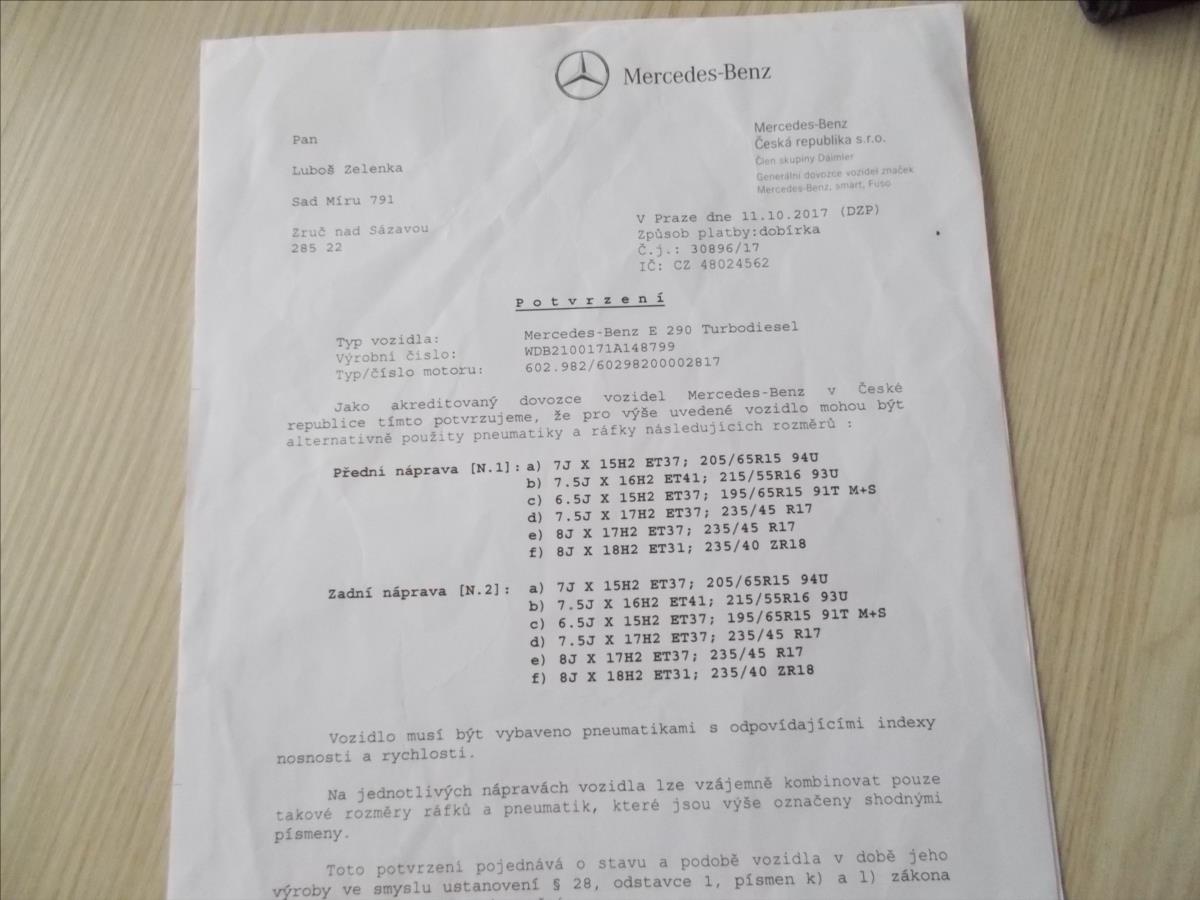 Mercedes-Benz
Pan
Luboš Zelenka
Sad Míru 791
Zruč nad Sázavou
285 22
Mercedes-Benz
Česká republika s.r.o.
Člen skupiny Daimler
Generální dovozce vozidel značek
Mercedes-Benz, smart, Fuso
V Praze dne 11.10.2017 (DZP)
Způsob platby:dobírka
Č.j.: 30896/17
IČ: CZ 48024562
P o t v r z e n í
Typ vozidla: Mercedes-Benz E 290 Turbodiesel
Výrobní číslo: WDB2100171A148799
Typ/číslo motoru: 602.982/60298200002817
Jako akreditovaný dovozce vozidel Mercedes-Benz v České
republice tímto potvrzujeme, že pro výše uvedené vozidlo mohou být
alternativně použity pneumatiky a ráfky následujících rozměrů :
Přední náprava [N.1]: a) 7J X 15H2 ET37; 205/65R15 94U
b) 7.5J X 16H2 ET41; 215/55R16 93U
c) 6.5J X 15H2 ET37; 195/65R15 91T M+S
d) 7.5J X 17H2 ET37; 235/45 R17
e) 8J X 17H2 ET37; 235/45 R17
f) 8J X 18H2 ET31; 235/40 ZR18
Zadní náprava [N.2]: a) 7J X 15H2 ET37; 205/65R15 94U
b) 7.5J X 16H2 ET41; 215/55R16 93U
c) 6.5J X 15H2 ET37; 195/65R15 91T M+S
d) 7.5J X 17H2 ET37; 235/45 R17
e) 8J X 17H2 ET37; 235/45 R17
f) 8J X 18H2 ET31; 235/40 ZR18
Vozidlo musí být vybaveno pneumatikami s odpovídajícími indexy
nosnosti a rychlosti.
Na jednotlivých nápravách vozidla lze vzájemně kombinovat pouze
takové rozměry ráfků a pneumatik, které jsou výše označeny shodnými
písmeny.
Toto potvrzení pojednává o stavu a podobě vozidla v době jeho
výroby ve smyslu ustanovení § 28, odstavce 1, písmen k) a l) zákona